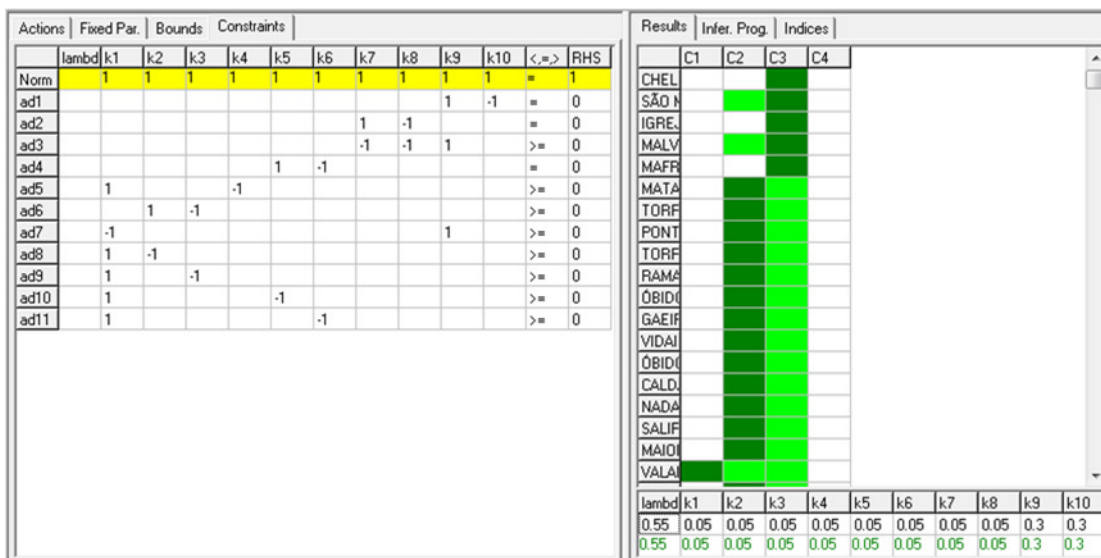 Actions Fixed Par. Bounds Constraints
lambd k1 k2 k3 k4 k5 k6 k7 k8 k9 k10 <,=,> RHS
Norm 1 1 1 1 1 1 1 1 1 1 = 1
ad1 1 -1 = 0
ad2 1 -1 = 0
ad3 -1 -1 1 >= 0
ad4 1 -1 = 0
ad5 1 -1 >= 0
ad6 1 -1 >= 0
ad7 -1 1 >= 0
ad8 1 -1 >= 0
ad9 1 -1 >= 0
ad10 1 -1 >= 0
ad11 1 -1 >= 0
Results Infer. Prog. Indices
C1 C2 C3 C4
CHEL
SÃO
IGREJ
MALV
MAFR
MATA
TORF
PONT
TORF
RAMA
ÓBID
GAEIF
VIDAI
ÓBID
CALD
NADA
SALIF
MAIOI
VALA
lambd k1 k2 k3 k4 k5 k6 k7 k8 k9 k10
0.55 0.05 0.05 0.05 0.05 0.05 0.05 0.05 0.05 0.3 0.3
0.55 0.05 0.05 0.05 0.05 0.05 0.05 0.05 0.05 0.3 0.3